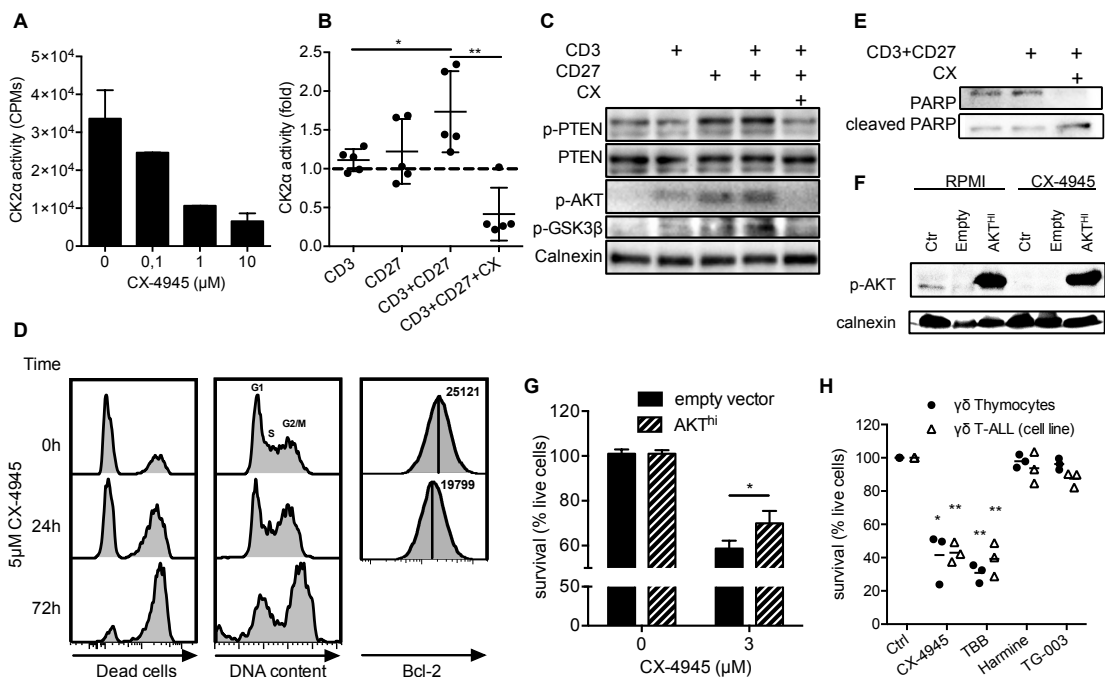 A
CK2α activity (CPMs)
5×10⁴
4×10⁴
3×10⁴
2×10⁴
1×10⁴
0
0
0,1
1
10
CX-4945 (μM)
B
CK2α activity (fold)
2.5
2.0
1.5
1.0
0.5
0.0
*
**
CD3
CD27
CD3+CD27
CD3+CD27+CX
C
CD3 + + +
CD27 + + +
CX +
p-PTEN
PTEN
p-AKT
p-GSK3β
Calnexin
E
CD3+CD27 + +
CX +
PARP
cleaved PARP
F
RPMI CX-4945
Ctr Empty AKTᴴᴵ Ctr Empty AKTᴴᴵ
p-AKT
calnexin
D
Time
5μM CX-4945
0h
24h
72h
G1
S
G2/M
25121
19799
Dead cells
DNA content
Bcl-2
G
empty vector
AKTʰⁱ
survival (% live cells)
120
100
80
60
50
0
*
0
3
CX-4945
(μM)
H
γδ Thymocytes
γδ T-ALL (cell line)
survival (% live cells)
120
100
80
60
40
20
0
* ** ** **
Ctrl
CX-4945
TBB
Harmine
TG-003